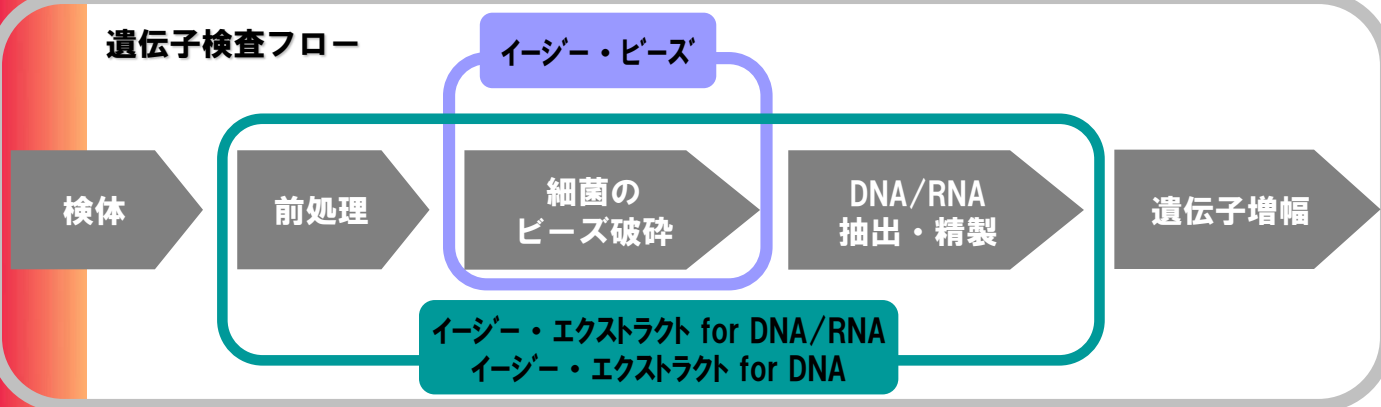 遺伝子検査フロー
イージー・ビーズ
検体
前処理
細菌の
ビーズ破砕
DNA/RNA
抽出・精製
遺伝子増幅
イージー・エクストラクト for DNA/RNA
イージー・エクストラクト for DNA